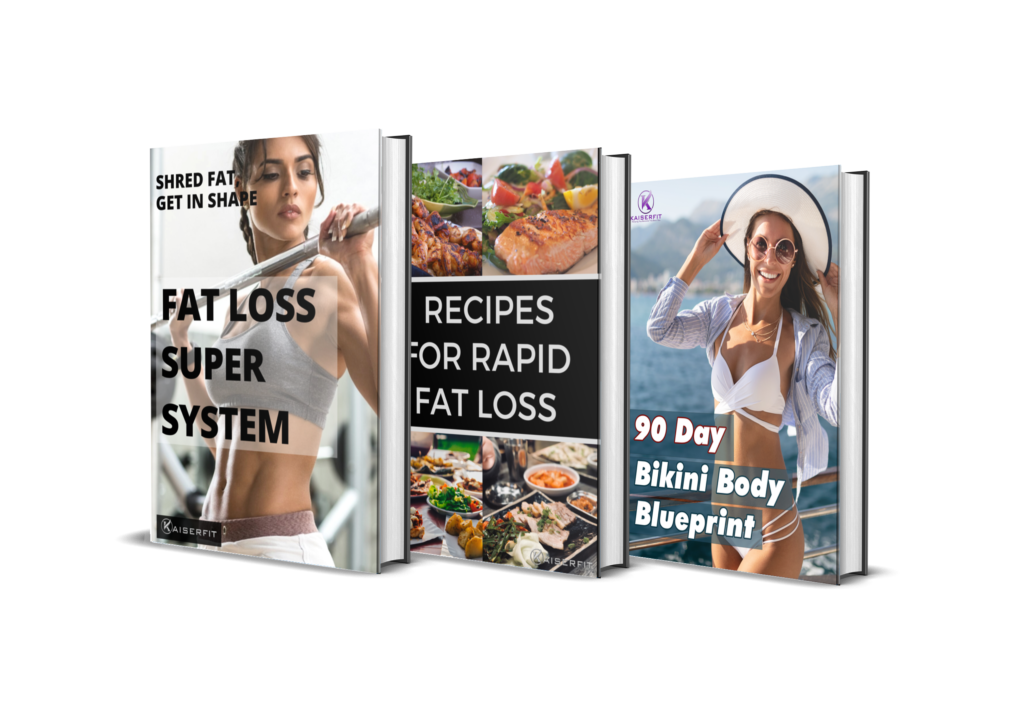 SHRED FAT,
GET IN SHAPE
FAT LOSS
SUPER
SYSTEM
KAISERFIT
RECIPES
FOR RAPID
FAT LOSS
KAISERFIT
KAISERFIT
90 Day
Bikini Body
Blueprint